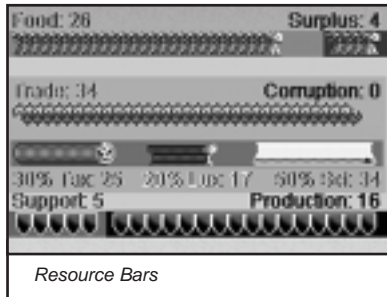 Food: 26 Surplus: 4
Trade: 34 Corruption: 0
30% Tax: 25 20% Lux: 17 50% Sci: 34
Support: 5 Production: 16
Resource Bars